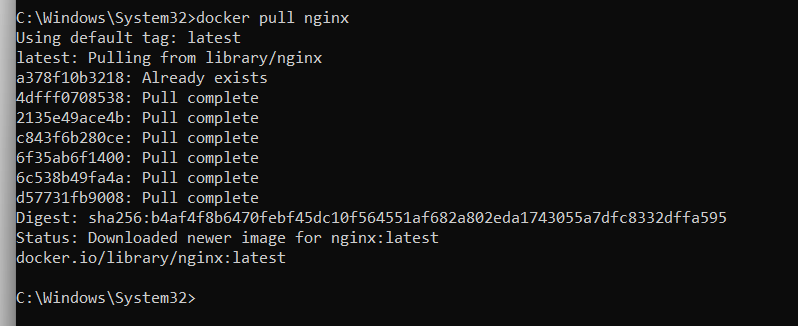 C:\Windows\System32>docker pull nginx
Using default tag: latest
latest: Pulling from library/nginx
a378f10b3218: Already exists
4dfff0708538: Pull complete
2135e49ace4b: Pull complete
c843f6b280ce: Pull complete
6f35ab6f1400: Pull complete
6c538b49fa4a: Pull complete
d57731fb9008: Pull complete
Digest: sha256:b4af4f8b6470febf45dc10f564551af682a802eda1743055a7dfc8332dffa595
Status: Downloaded newer image for nginx:latest
docker.io/library/nginx:latest
C:\Windows\System32>